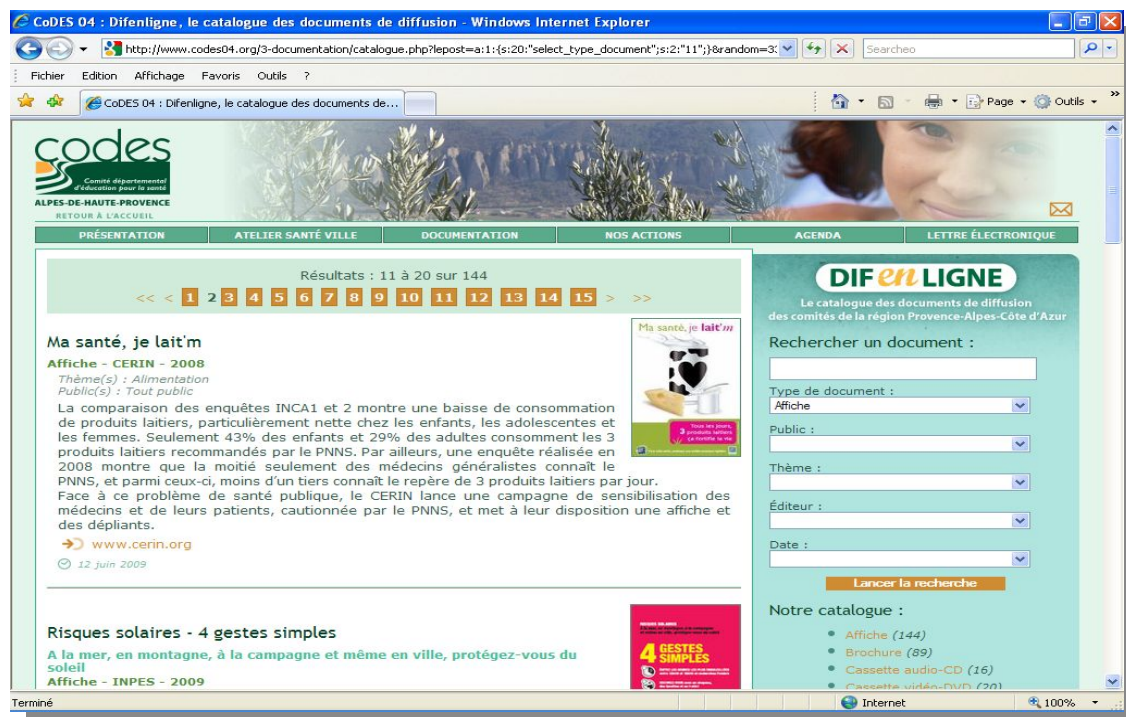 CoDES 04 : Difenligne, le catalogue des documents de diffusion - Windows Internet Explorer
http://www.codes04.org/3-documentation/catalogue.php?lepost=a:1:{s:20:"select_type_document";s:2:"11";}&random=3
Searcheo
Fichier Edition Affichage Favoris Outils ?
CoDES 04 : Difenligne, le catalogue des documents de...
Page Outils »
codes
Comité départemental
d'éducation pour la santé
ALPES-DE-HAUTE-PROVENCE
RETOUR À L'ACCUEIL
PRÉSENTATION ATELIER SANTÉ VILLE DOCUMENTATION NOS ACTIONS AGENDA LETTRE ÉLECTRONIQUE
Résultats : 11 à 20 sur 144
<< < 1 2 3 4 5 6 7 8 9 10 11 12 13 14 15 > >>
Ma santé, je lait'm
Affiche - CERIN - 2008
Thème(s) : Alimentation
Public(s) : Tout public
La comparaison des enquêtes INCA1 et 2 montre une baisse de consommation
de produits laitiers, particulièrement nette chez les enfants, les adolescentes et
les femmes. Seulement 43% des enfants et 29% des adultes consomment les 3
produits laitiers recommandés par le PNNS. Par ailleurs, une enquête réalisée en
2008 montre que la moitié seulement des médecins généralistes connaît le
PNNS, et parmi ceux-ci, moins d'un tiers connaît le repère de 3 produits laitiers par jour.
Face à ce problème de santé publique, le CERIN lance une campagne de sensibilisation des
médecins et de leurs patients, cautionnée par le PNNS, et met à leur disposition une affiche et
des dépliants.
www.cerin.org
12 juin 2009
Ma santé, je lait'm
Tous les jours,
3 produits laitiers
ça fortifie la vie
Risques solaires - 4 gestes simples
A la mer, en montagne, à la campagne et même en ville, protégez-vous du
soleil
Affiche - INPES - 2009
4 GESTES
SIMPLES
DIF en LIGNE
Le catalogue des documents de diffusion
des comités de la région Provence-Alpes-Côte d'Azur
Rechercher un document :
Type de document :
Affiche
Public :
Thème :
Éditeur :
Date :
Lancer la recherche
Notre catalogue :
Affiche (144)
Brochure (89)
Cassette audio-CD (16)
Cassette vidéo-DVD (20)
Terminé
Internet
100%